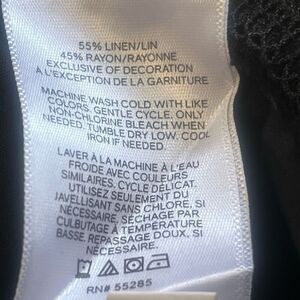 55% LINEN/LIN
45% RAYON/RAYONNE
EXCLUSIVE OF DECORATION
A L'EXCEPTION DE LA GARNITURE
MACHINE WASH COLD WITH LIKE
COLORS, GENTLE CYCLE. ONLY
NON-CHLORINE BLEACH WHEN
NEEDED. TUMBLE DRY LOW. COOL
IRON IF NEEDED.
LAVER À LA MACHINE À L'EAU
FROIDE AVEC COULEURS
SIMILAIRES, CYCLE DÉLICAT.
UTILISEZ SEULEMENT DU
JAVELLISANT SANS CHLORE, SI
NÉCESSAIRE, SÉCHAGE PAR
CULBUTAGE À TEMPÉRATURE
BASSE. REPASSAGE DOUX, SI
NÉCESSAIRE.
RN# 55285